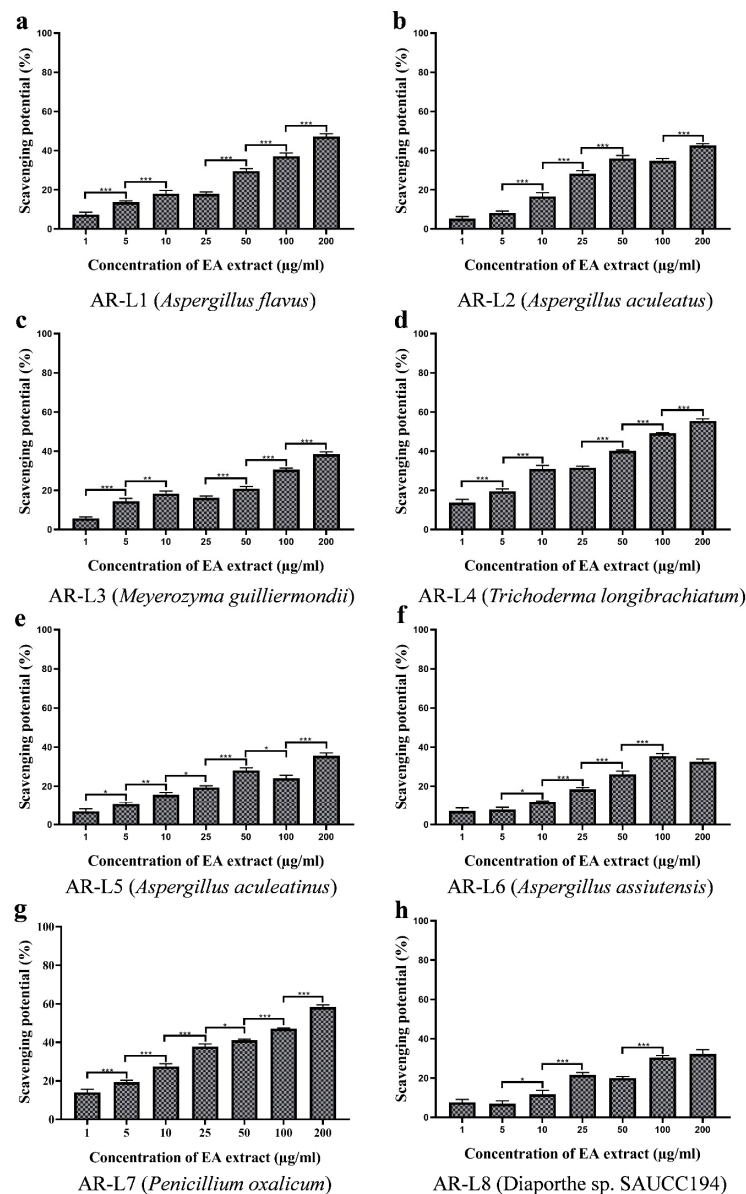 a
b
Scavenging potential (%)
100
80
60
40
20
0
***
***
***
***
***
1 5 10 25 50 100 200
Concentration of EA extract (μg/ml)
AR-L1 (Aspergillus flavus)
Scavenging potential (%)
100
80
60
40
20
0
***
***
***
***
1 5 10 25 50 100 200
Concentration of EA extract (μg/ml)
AR-L2 (Aspergillus aculeatus)
c
d
Scavenging potential (%)
100
80
60
40
20
0
***
**
***
***
***
1 5 10 25 50 100 200
Concentration of EA extract (μg/ml)
AR-L3 (Meyerozyma guilliermondii)
Scavenging potential (%)
100
80
60
40
20
0
***
***
***
***
***
1 5 10 25 50 100 200
Concentration of EA extract (μg/ml)
AR-L4 (Trichoderma longibrachiatum)
e
f
Scavenging potential (%)
100
80
60
40
20
0
*
**
*
***
*
***
1 5 10 25 50 100 200
Concentration of EA extract (μg/ml)
AR-L5 (Aspergillus aculeatinus)
Scavenging potential (%)
100
80
60
40
20
0
*
***
***
***
1 5 10 25 50 100 200
Concentration of EA extract (μg/ml)
AR-L6 (Aspergillus assiutensis)
g
h
Scavenging potential (%)
100
80
60
40
20
0
***
***
***
*
***
***
1 5 10 25 50 100 200
Concentration of EA extract (μg/ml)
AR-L7 (Penicillium oxalicum)
Scavenging potential (%)
100
80
60
40
20
0
*
***
***
1 5 10 25 50 100 200
Concentration of EA extract (μg/ml)
AR-L8 (Diaporthe sp. SAUCC194)